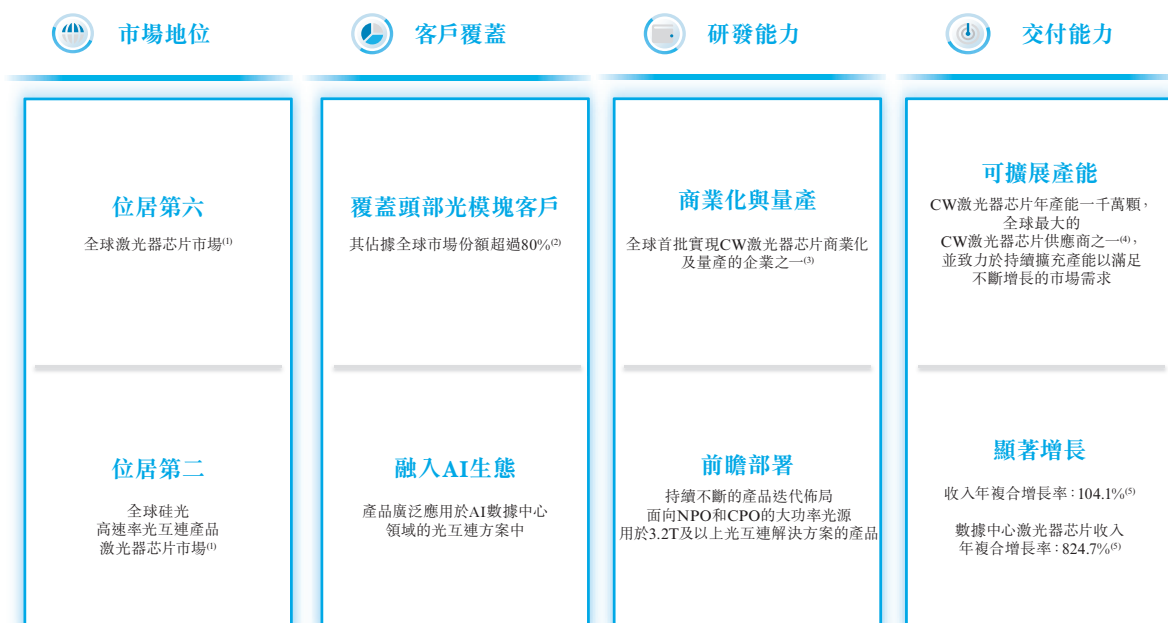 市場地位
客戶覆蓋
研發能力
交付能力
位居第六
全球激光器芯片市場(1)
位居第二
全球硅光
高速率光互連產品
激光器芯片市場(1)
覆蓋頭部光模塊客戶
其佔據全球市場份額超過80%(2)
融入AI生態
產品廣泛應用於AI數據中心
領域的光互連方案中
商業化與量產
全球首批實現CW激光器芯片商業化
及量產的企業之一(3)
前瞻部署
持續不斷的產品迭代佈局
面向NPO和CPO的大功率光源
用於3.2T及以上光互連解決方案的產品
可擴展產能
CW激光器芯片年產能一千萬顆，
全球最大的
CW激光器芯片供應商之一(4)，
並致力於持續擴充產能以滿足
不斷增長的市場需求
顯著增長
收入年複合增長率：104.1%(5)
數據中心激光器芯片收入
年複合增長率：824.7%(5)